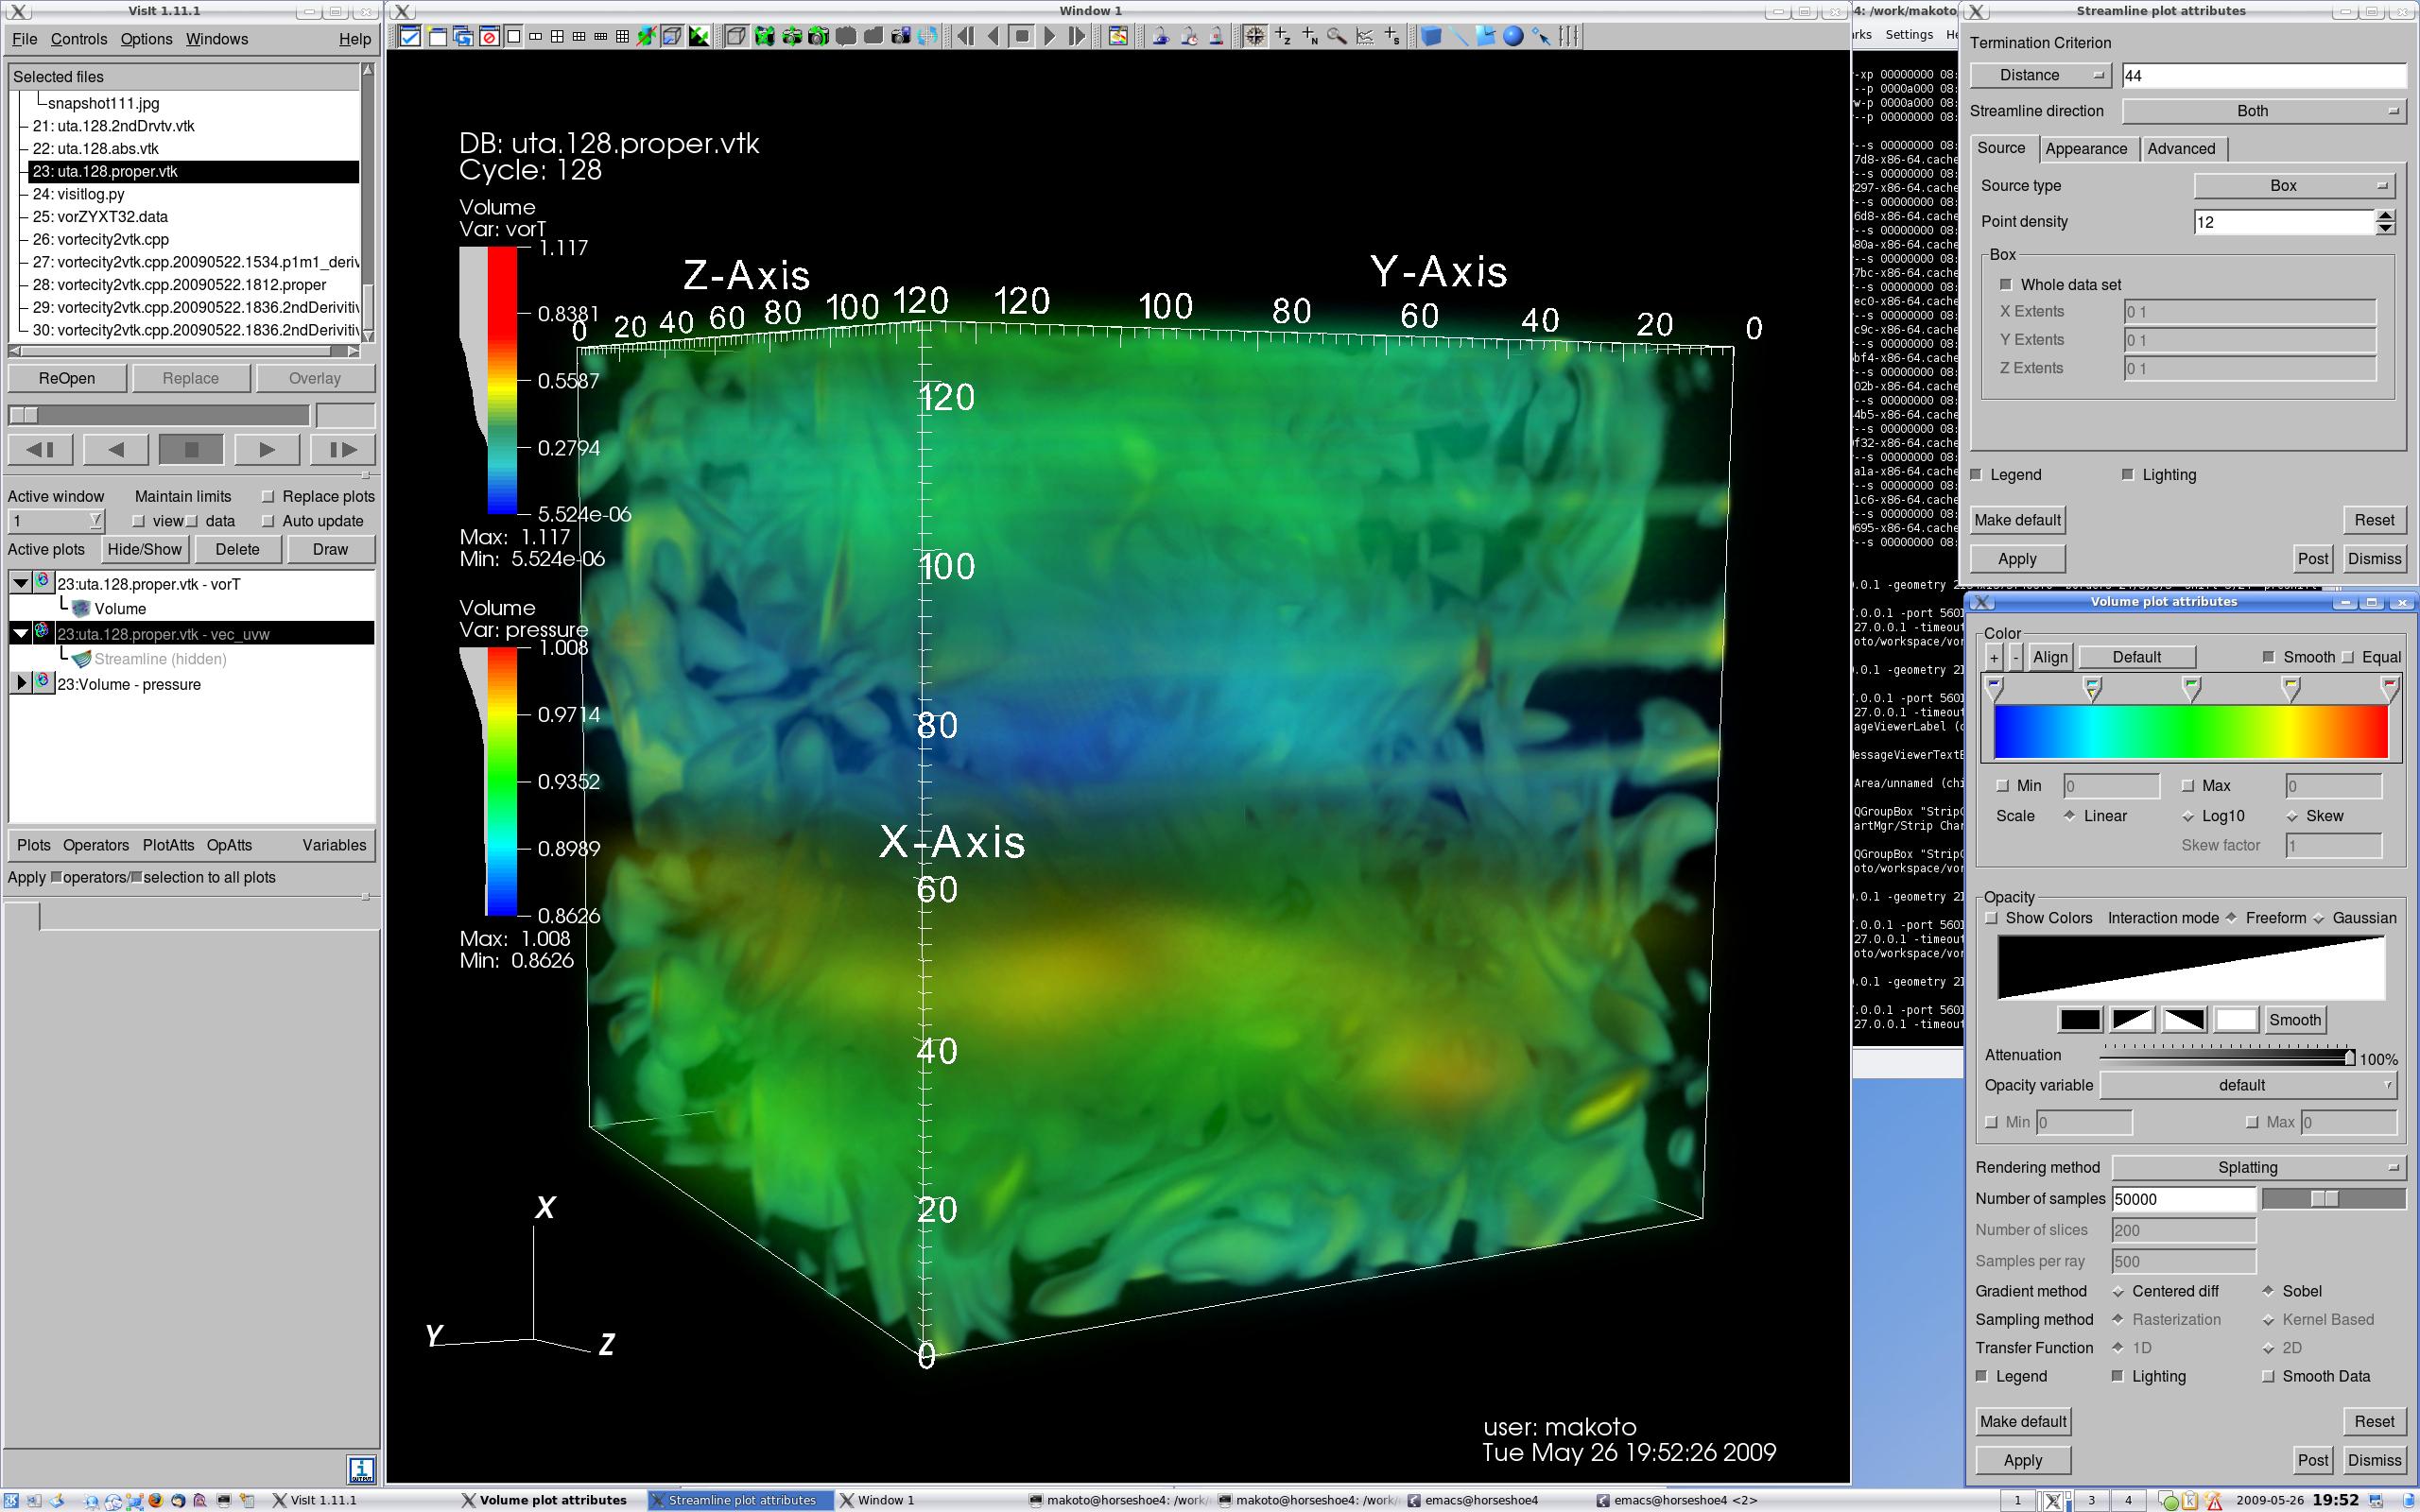 VisIt 1.11.1
File Controls Options Windows Help
Selected files
snapshot111.jpg
21: uta.128.2ndDrvtv.vtk
22: uta.128.abs.vtk
23: uta.128.proper.vtk
24: visitlog.py
25: vorZYXT32.data
26: vortecity2vtk.cpp
27: vortecity2vtk.cpp.20090522.1534.p1m1_deriv
28: vortecity2vtk.cpp.20090522.1812.proper
29: vortecity2vtk.cpp.20090522.1836.2ndDerivitiv
30: vortecity2vtk.cpp.20090522.1836.2ndDerivitiv
ReOpen Replace Overlay
Active window Maintain limits Replace plots
1 view data Auto update
Active plots Hide/Show Delete Draw
23:uta.128.proper.vtk - vorT
Volume
23:uta.128.proper.vtk - vec_uvw
Streamline (hidden)
23:Volume - pressure
Plots Operators PlotAtts OpAtts Variables
Apply operators/ selection to all plots
Window 1
DB: uta.128.proper.vtk
Cycle: 128
Volume
Var: vorT
1.117
0.8381
0.5587
0.2794
5.524e-06
Max: 1.117
Min: 5.524e-06
Volume
Var: pressure
1.008
0.9714
0.9352
0.8989
0.8626
Max: 1.008
Min: 0.8626
Z-Axis
0 20 40 60 80 100 120
Y-Axis
120 100 80 60 40 20 0
120
100
80
X-Axis
60
40
20
0
X
Y
Z
user: makoto
Tue May 26 19:52:26 2009
4: /work/makoto
Settings
Streamline plot attributes
Termination Criterion
Distance 44
Streamline direction Both
Source Appearance Advanced
Source type Box
Point density 12
Box
Whole data set
X Extents 0 1
Y Extents 0 1
Z Extents 0 1
Legend Lighting
Make default Reset
Apply Post Dismiss
Volume plot attributes
Color
+ - Align Default Smooth Equal
Min 0 Max 0
Scale Linear Log10 Skew
Skew factor 1
Opacity
Show Colors Interaction mode Freeform Gaussian
Smooth
Attenuation 100%
Opacity variable default
Min 0 Max 0
Rendering method Splatting
Number of samples 50000
Number of slices 200
Samples per ray 500
Gradient method Centered diff Sobel
Sampling method Rasterization Kernel Based
Transfer Function 1D 2D
Legend Lighting Smooth Data
Make default Reset
Apply Post Dismiss
VisIt 1.11.1 Volume plot attributes Streamline plot attributes Window 1 makoto@horseshoe4: /work/ makoto@horseshoe4: /work/ emacs@horseshoe4 emacs@horseshoe4 <2> 1 3 4 2009-05-26 19:52